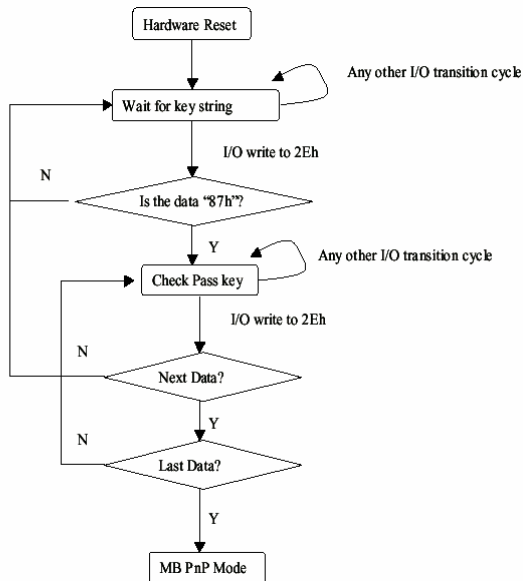 Hardware Reset
Any other I/O transition cycle
Wait for key string
I/O write to 2Eh
N
Is the data "87h"?
Y
Any other I/O transition cycle
Check Pass key
I/O write to 2Eh
N
Next Data?
Y
N
Last Data?
Y
MB PnP Mode